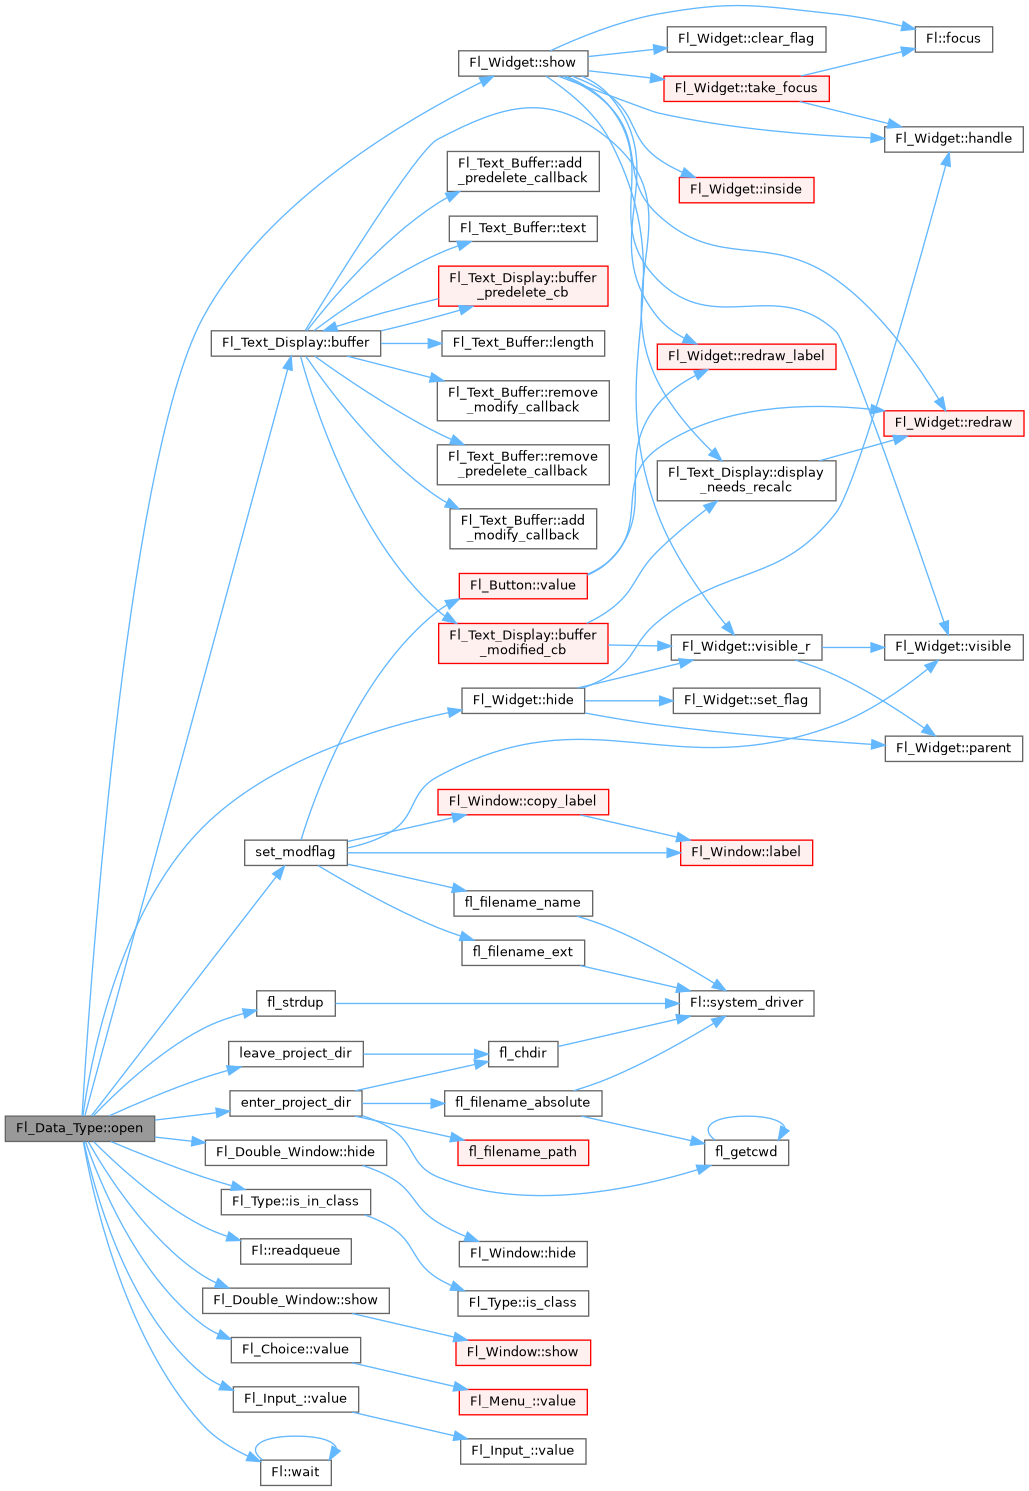 Fl_Widget::show
Fl_Widget::clear_flag
Fl::focus
Fl_Widget::take_focus
Fl_Widget::handle
Fl_Text_Buffer::add
_predelete_callback
Fl_Widget::inside
Fl_Text_Buffer::text
Fl_Text_Display::buffer
_predelete_cb
Fl_Text_Display::buffer
Fl_Text_Buffer::length
Fl_Widget::redraw_label
Fl_Text_Buffer::remove
_modify_callback
Fl_Widget::redraw
Fl_Text_Buffer::remove
_predelete_callback
Fl_Text_Display::display
_needs_recalc
Fl_Text_Buffer::add
_modify_callback
Fl_Button::value
Fl_Text_Display::buffer
_modified_cb
Fl_Widget::visible_r
Fl_Widget::visible
Fl_Widget::hide
Fl_Widget::set_flag
Fl_Widget::parent
Fl_Window::copy_label
set_modflag
Fl_Window::label
fl_filename_name
fl_filename_ext
fl_strdup
Fl::system_driver
leave_project_dir
fl_chdir
enter_project_dir
fl_filename_absolute
Fl_Data_Type::open
Fl_Double_Window::hide
fl_filename_path
fl_getcwd
Fl_Type::is_in_class
Fl::readqueue
Fl_Window::hide
Fl_Double_Window::show
Fl_Type::is_class
Fl_Choice::value
Fl_Window::show
Fl_Input_::value
Fl_Menu_::value
Fl_Input_::value
Fl::wait